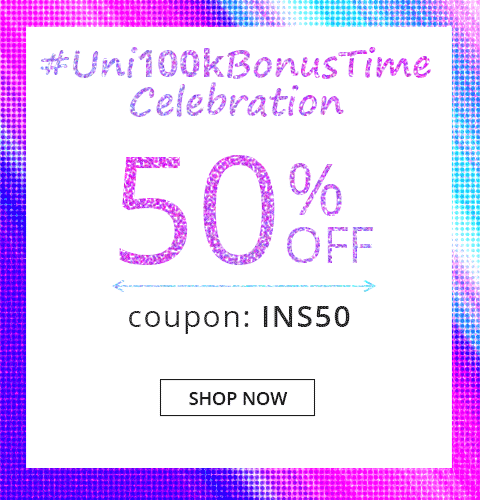 #Uni100kBonusTime
Celebration
50%
OFF
coupon: INS50
SHOP NOW